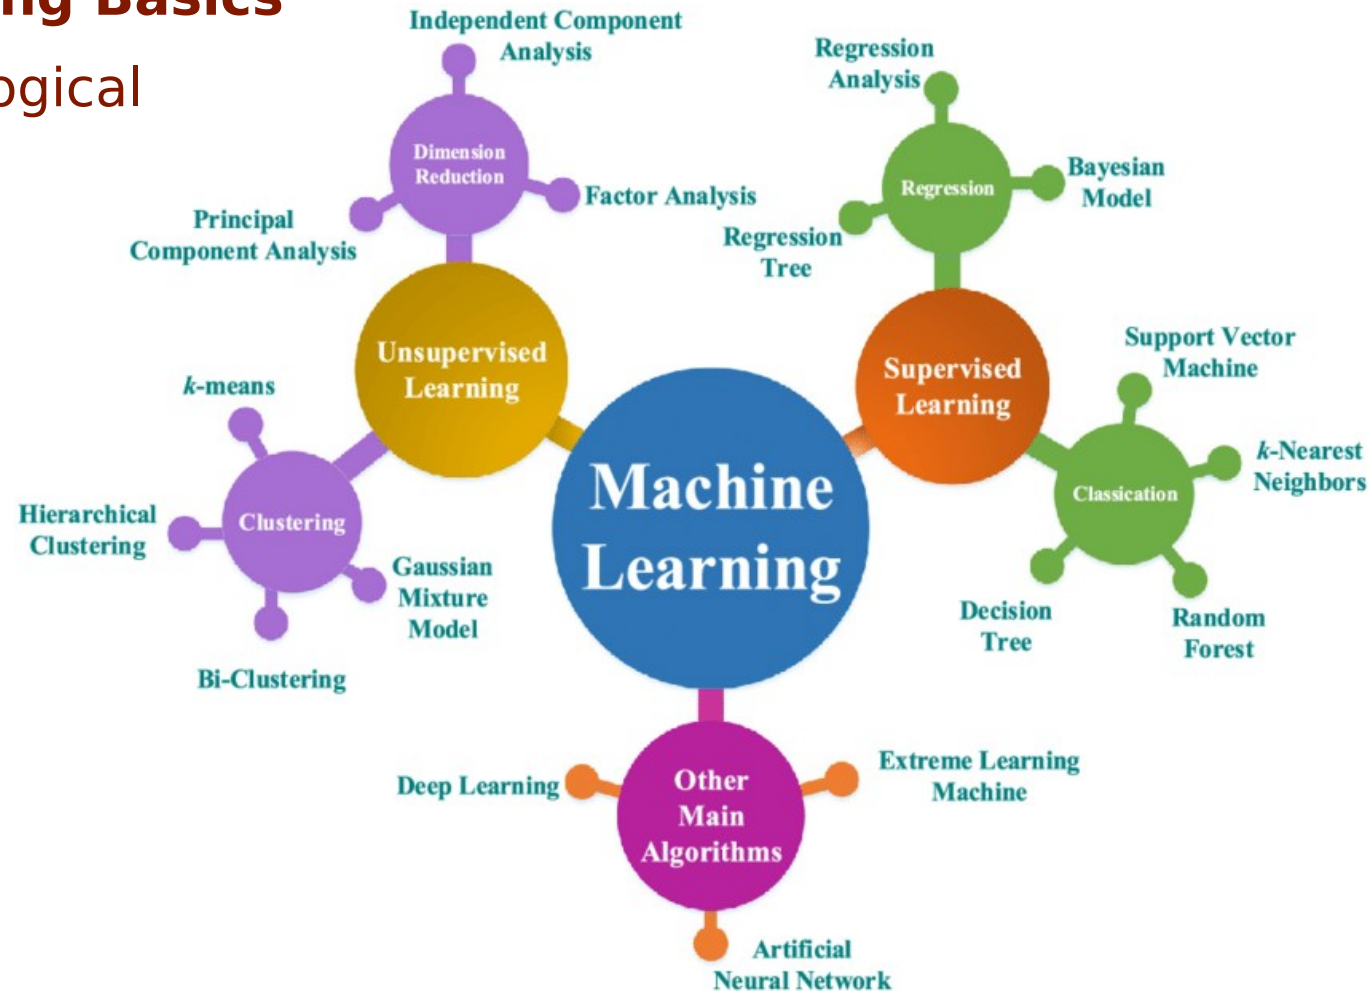 ng Basics
ogical
Independent Component
Analysis
Dimension
Reduction
Factor Analysis
Principal
Component Analysis
Regression
Analysis
Regression
Bayesian
Model
Regression
Tree
Unsupervised
Learning
Supervised
Learning
k-means
Clustering
Hierarchical
Clustering
Gaussian
Mixture
Model
Bi-Clustering
Machine
Learning
Support Vector
Machine
k-Nearest
Neighbors
Classication
Decision
Tree
Random
Forest
Deep Learning
Other
Main
Algorithms
Extreme Learning
Machine
Artificial
Neural Network